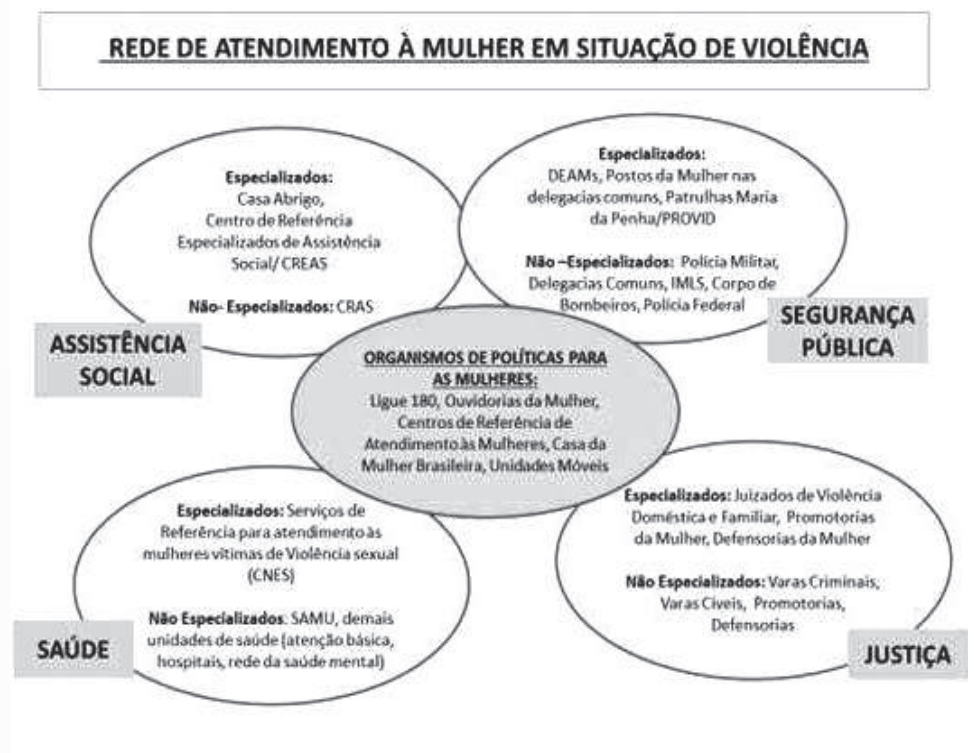 REDE DE ATENDIMENTO À MULHER EM SITUAÇÃO DE VIOLÊNCIA
Especializados:
Casa Abrigo,
Centro de Referência
Especializados de Assistência
Social/ CREAS
Não- Especializados: CRAS
ASSISTÊNCIA
SOCIAL
Especializados:
DEAMs, Postos da Mulher nas
delegacias comuns, Patrulhas Maria
da Penha/PROVID
Não –Especializados: Polícia Militar,
Delegacias Comuns, IMLS, Corpo de
Bombeiros, Polícia Federal
SEGURANÇA
PÚBLICA
ORGANISMOS DE POLÍTICAS PARA
AS MULHERES:
Ligue 180, Ouvidorias da Mulher,
Centros de Referência de
Atendimento às Mulheres, Casa da
Mulher Brasileira, Unidades Móveis
Especializados: Serviços de
Referência para atendimento às
mulheres vítimas de Violência sexual
(CNES)
Não Especializados: SAMU, demais
unidades de saúde (atenção básica,
hospitais, rede da saúde mental)
SAÚDE
Especializados: Juizados de Violência
Doméstica e Familiar, Promotorias
da Mulher, Defensorias da Mulher
Não Especializados: Varas Criminais,
Varas Cíveis, Promotorias,
Defensorias
JUSTIÇA